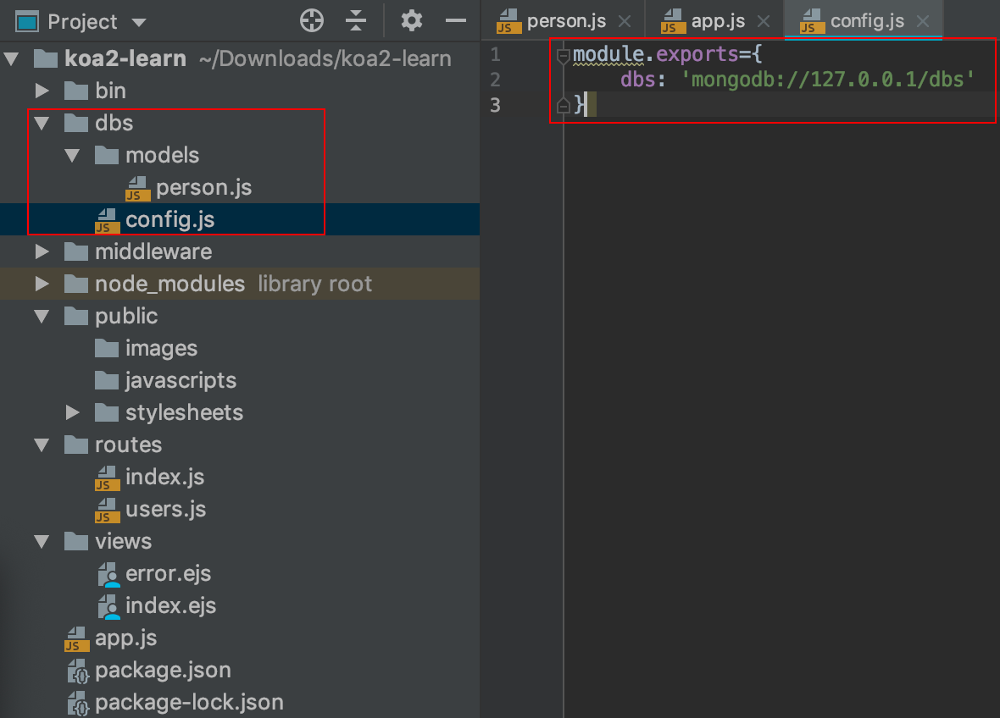 Project
koa2-learn ~/Downloads/koa2-learn
bin
dbs
models
JS person.js
JS config.js
middleware
node_modules library root
public
images
javascripts
stylesheets
routes
JS index.js
JS users.js
views
error.ejs
index.ejs
JS app.js
package.json
package-lock.json
JS person.js JS app.js JS config.js
1 module.exports={
2 dbs: 'mongodb://127.0.0.1/dbs'
3 }